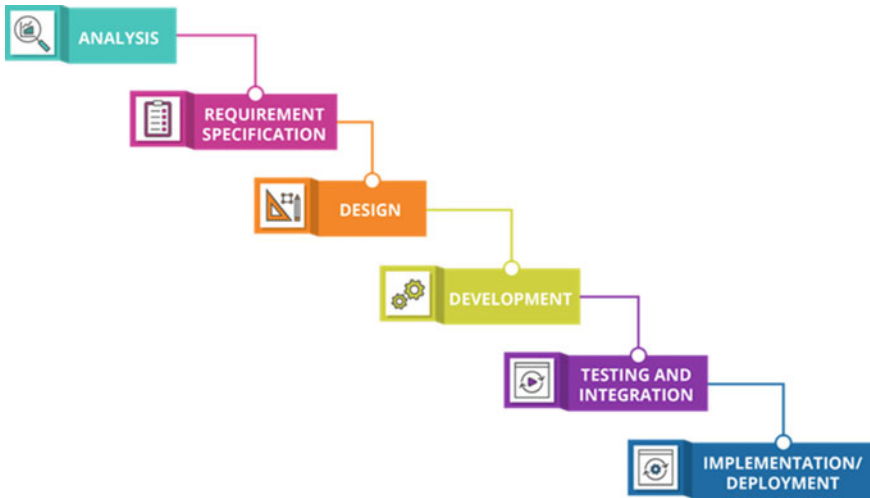 ANALYSIS
REQUIREMENT
SPECIFICATION
DESIGN
DEVELOPMENT
TESTING AND
INTEGRATION
IMPLEMENTATION/
DEPLOYMENT